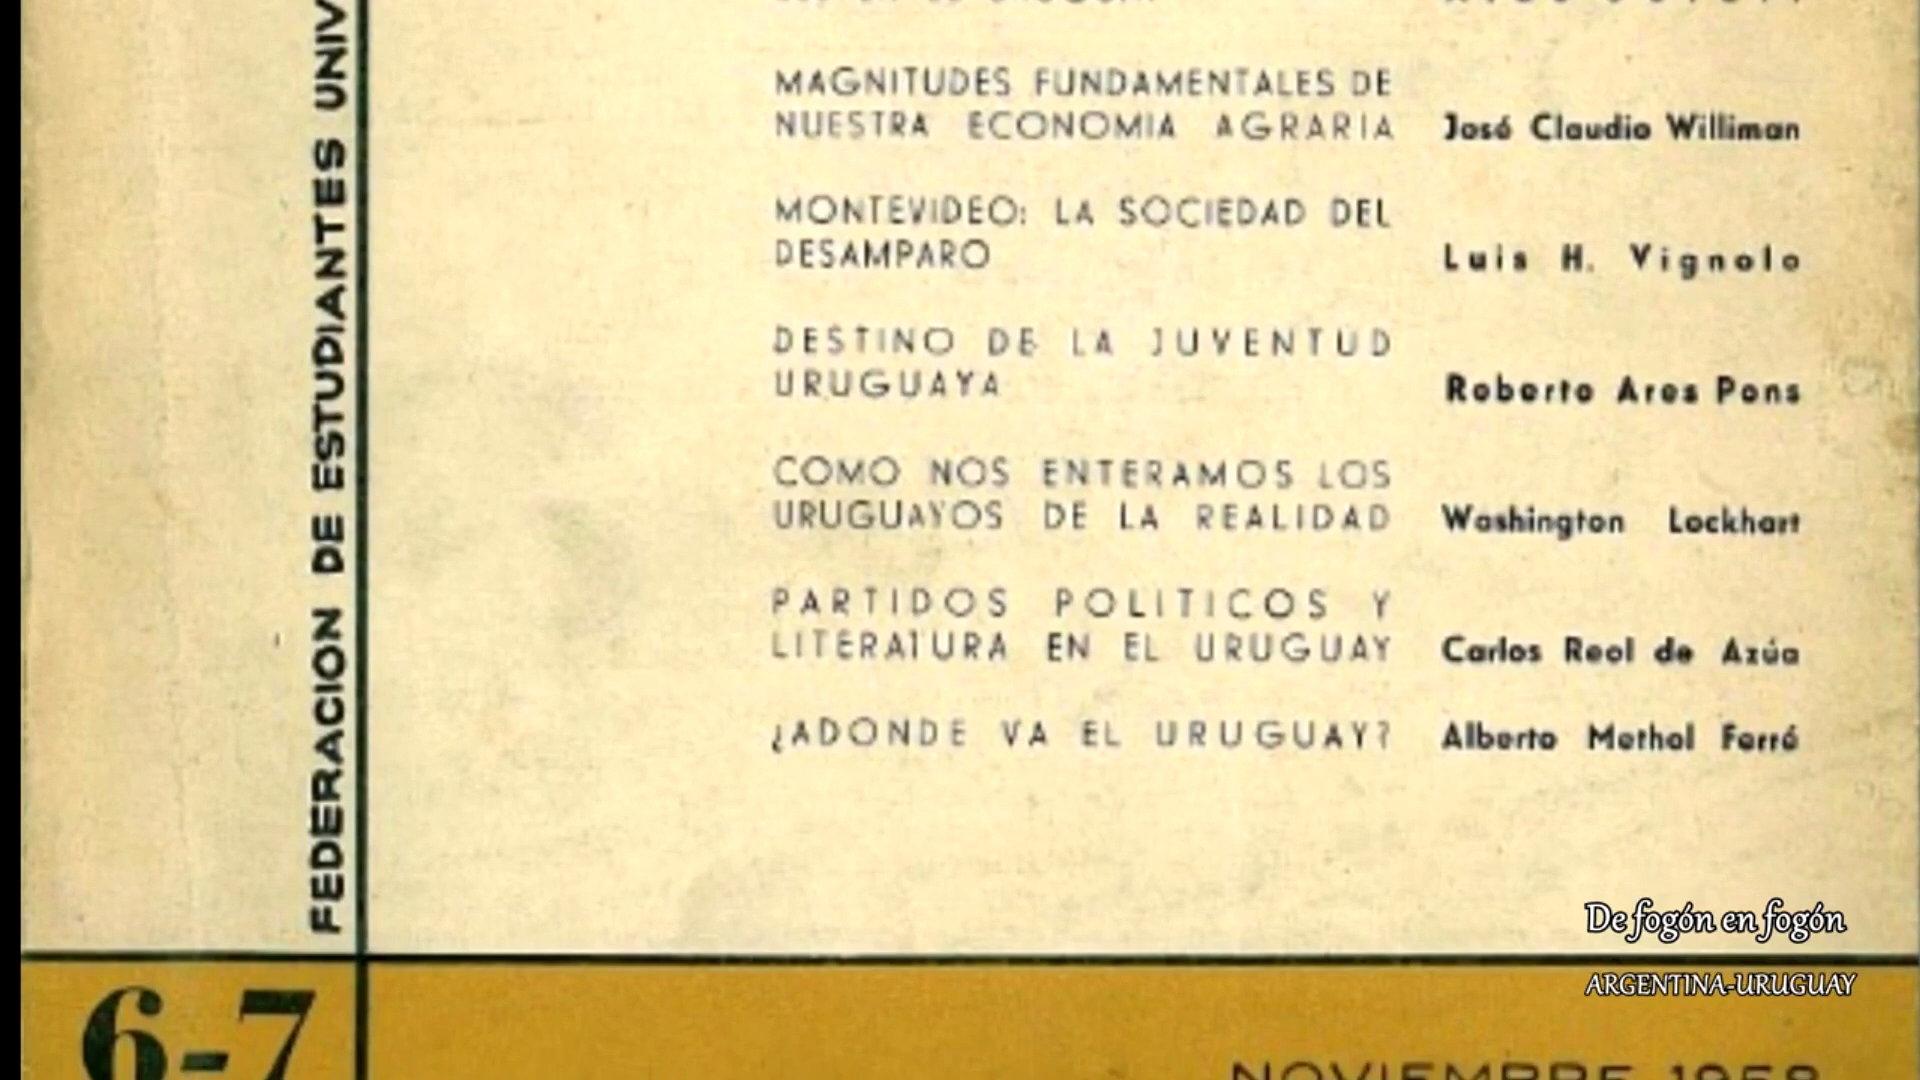 MAGNITUDES FUNDAMENTALES DE
NUESTRA ECONOMIA AGRARIA José Claudio Williman
MONTEVIDEO: LA SOCIEDAD DEL
DESAMPARO Luis H. Vignolo
DESTINO DE LA JUVENTUD
URUGUAYA Roberto Ares Pons
COMO NOS ENTERAMOS LOS
URUGUAYOS DE LA REALIDAD Washington Lockhart
PARTIDOS POLITICOS Y
LITERATURA EN EL URUGUAY Carlos Real de Azúa
¿ADONDE VA EL URUGUAY? Alberto Methol Ferré
FEDERACION DE ESTUDIANTES UNIV
De fogón en fogón
ARGENTINA-URUGUAY
6-7
NOVIEMBRE 1958